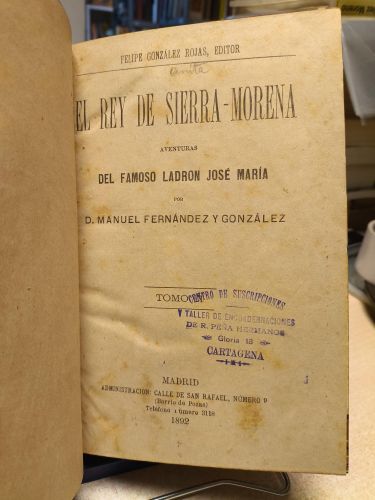 FELIPE GONZÁLEZ ROJAS, EDITOR
EL REY DE SIERRA-MORENA
AVENTURAS
DEL FAMOSO LADRON JOSÉ MARÍA
POR
D. MANUEL FERNÁNDEZ Y GONZÁLEZ
TOMO
CENTRO DE SUSCRIPCIONES
Y TALLER DE ENCUADERNACIONES
DE R. PEÑA HERMANOS
Gloria 18
CARTAGENA
MADRID
ADMINISTRACION: CALLE DE SAN RAFAEL, NÚMERO 9
(Barrio de Pozas)
Teléfono número 3118
1892